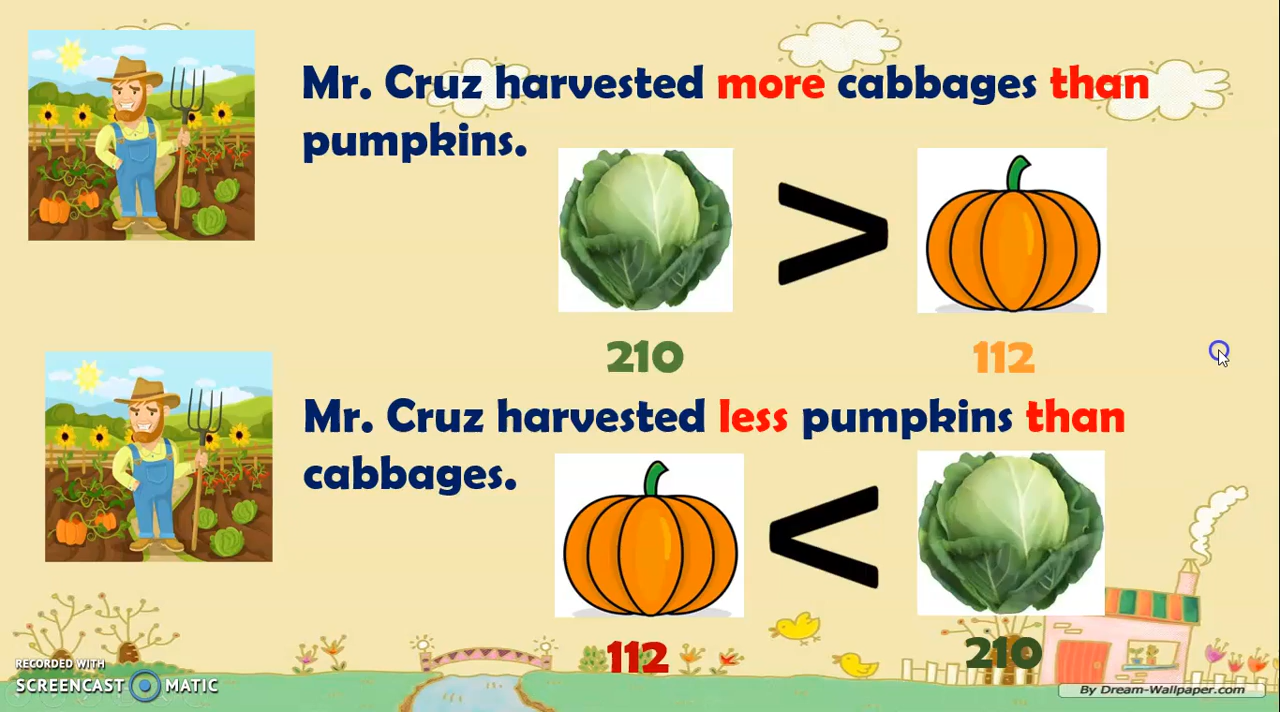 Mr. Cruz harvested more cabbages than
pumpkins.
>
210
112
Mr. Cruz harvested less pumpkins than
cabbages.
<
112
210
RECORDED WITH
SCREENCAST MATIC
By Dream-Wallpaper.com